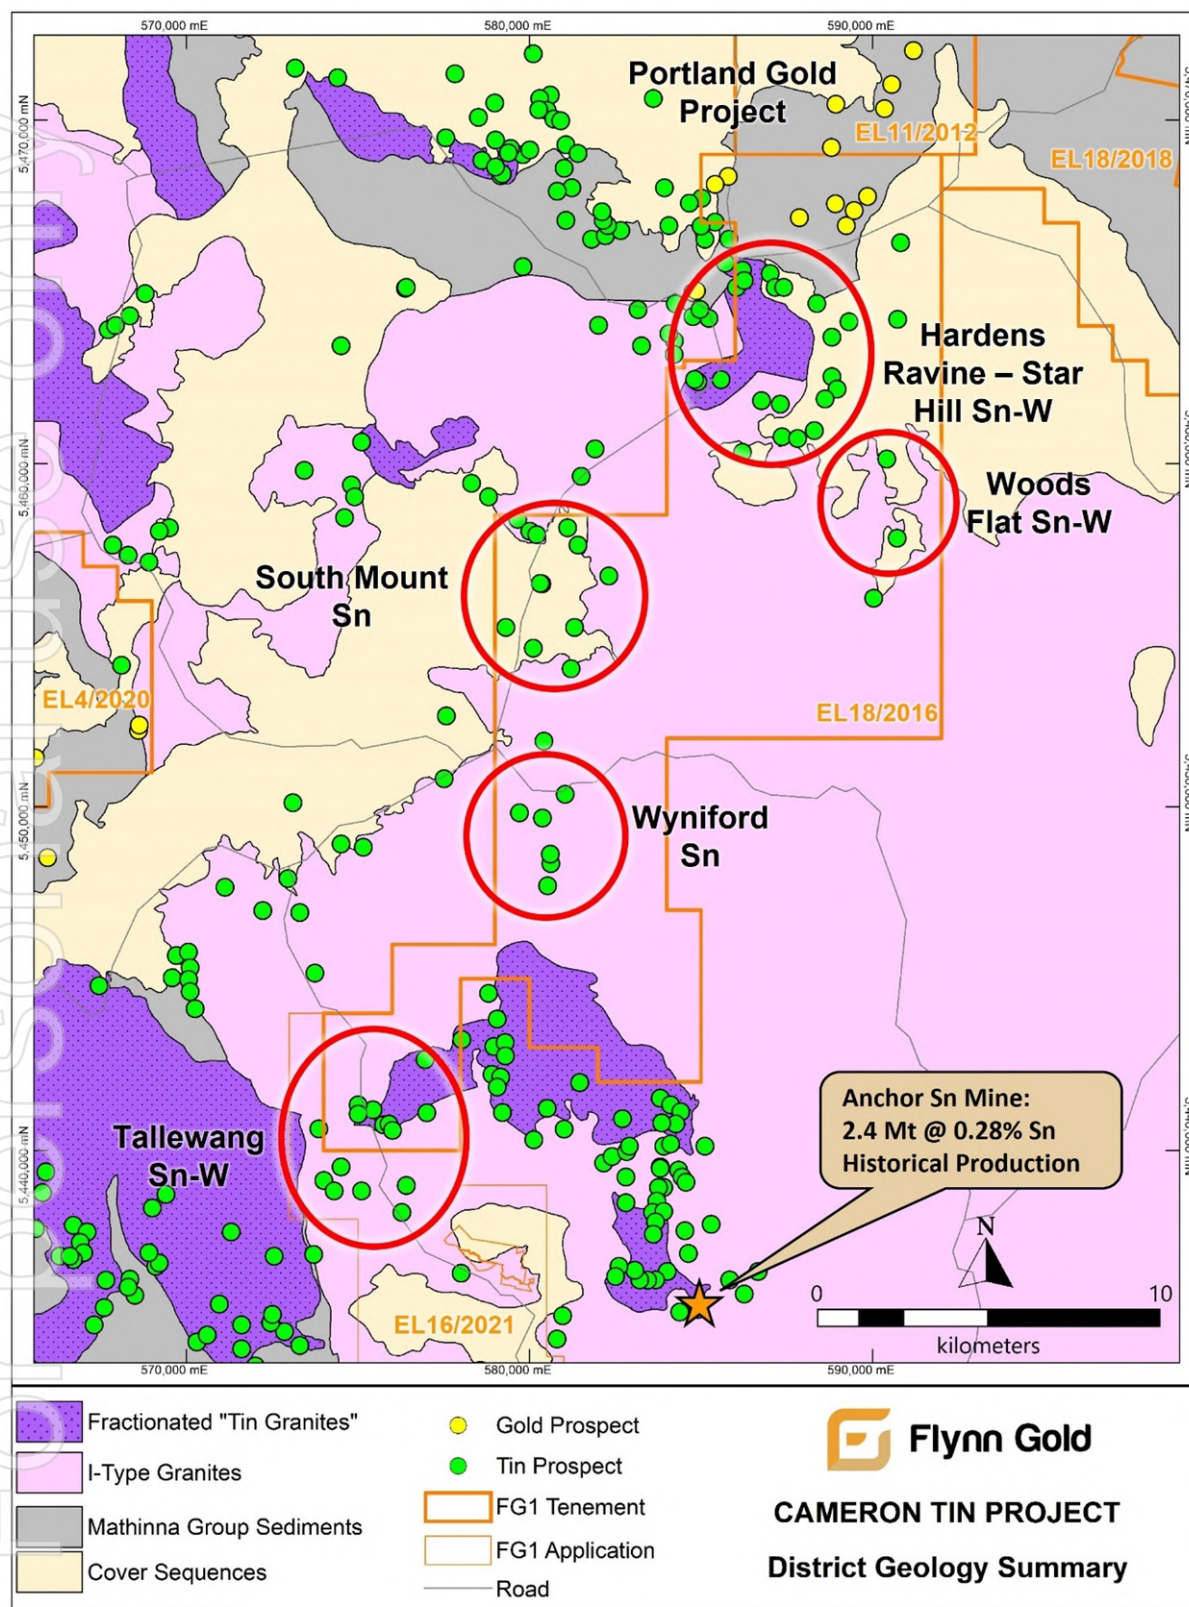 570,000 mE
580,000 mE
590,000 mE
Portland Gold
Project
EL11/2012
EL18/2018
5,470,000 mN
Hardens
Ravine – Star
Hill Sn-W
5,460,000 mN
Woods
Flat Sn-W
South Mount
Sn
EL4/2020
EL18/2016
5,450,000 mN
Wyniford
Sn
Anchor Sn Mine:
2.4 Mt @ 0.28% Sn
Historical Production
Tallewang
Sn-W
5,440,000 mN
N
0
10
kilometers
EL16/2021
570,000 mE
580,000 mE
590,000 mE
Fractionated "Tin Granites"
I-Type Granites
Mathinna Group Sediments
Cover Sequences
Gold Prospect
Tin Prospect
FG1 Tenement
FG1 Application
Road
Flynn Gold
CAMERON TIN PROJECT
District Geology Summary